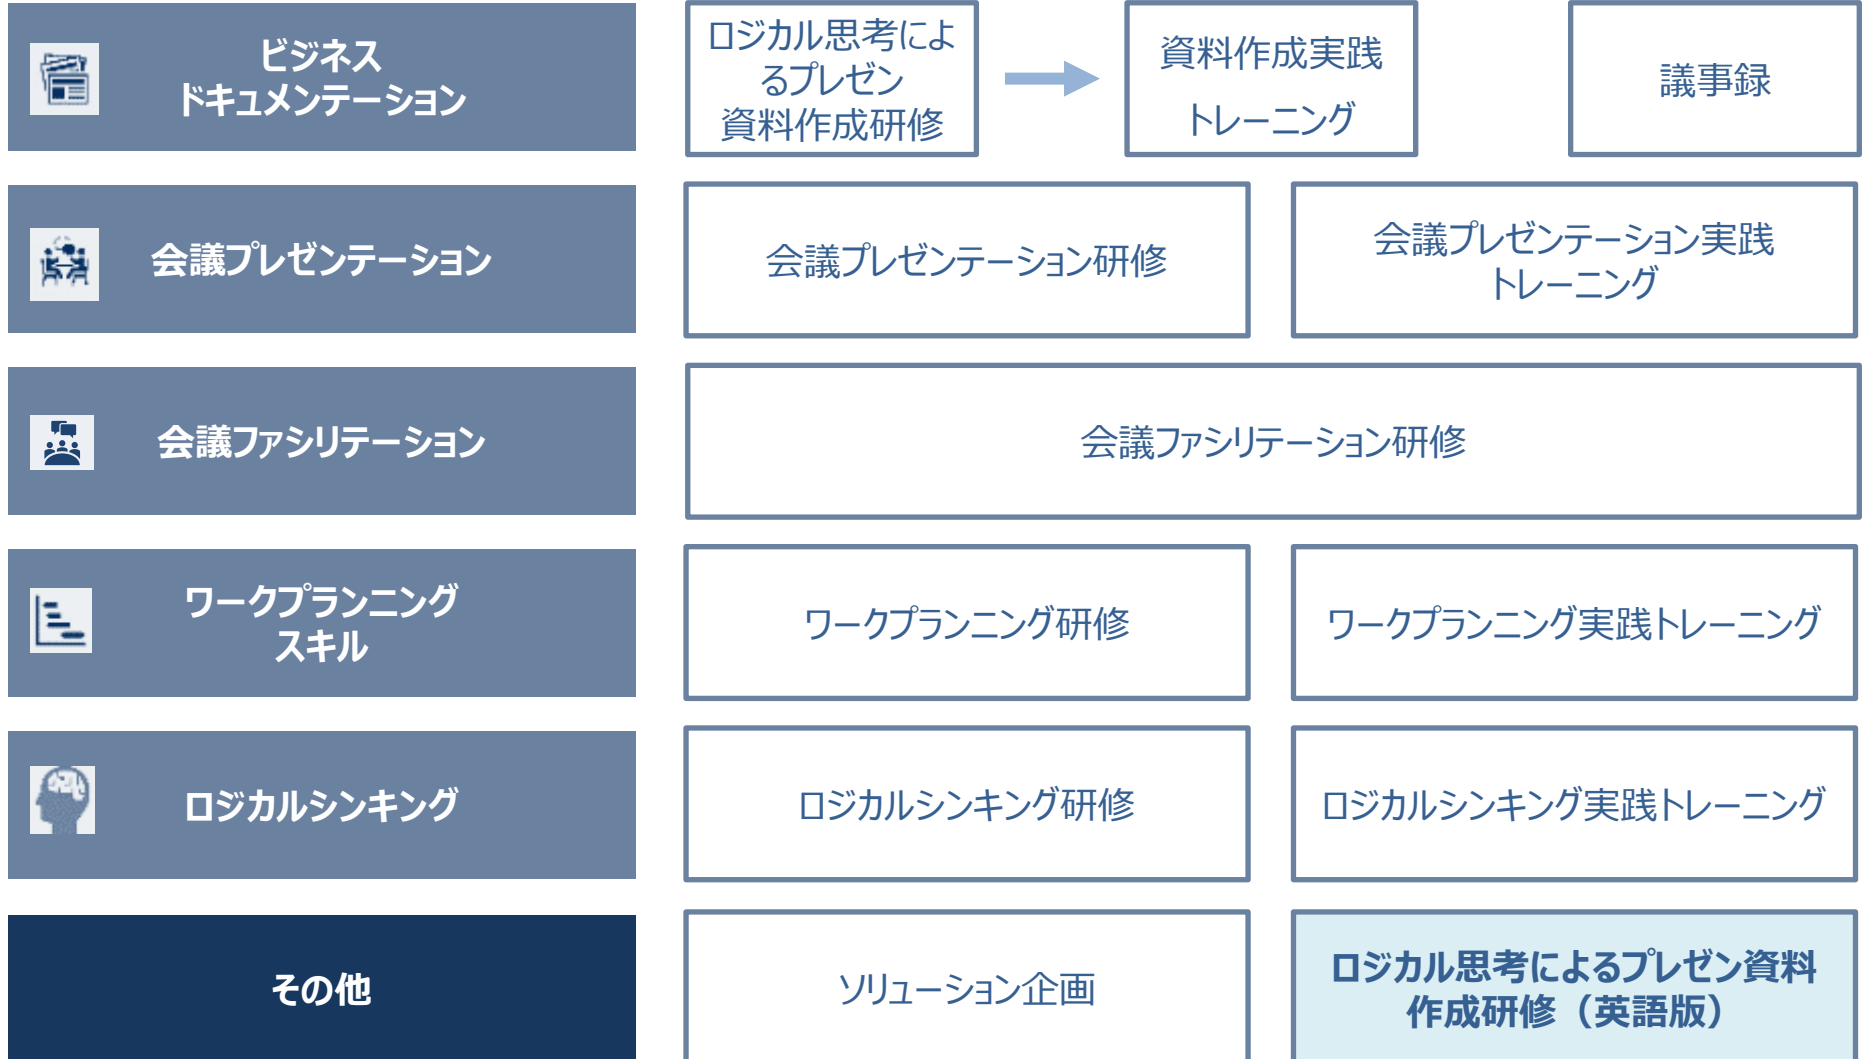 ビジネス
ドキュメンテーション
ロジカル思考によ
るプレゼン
資料作成研修
資料作成実践
トレーニング
議事録
会議プレゼンテーション
会議プレゼンテーション研修
会議プレゼンテーション実践
トレーニング
会議ファシリテーション
会議ファシリテーション研修
ワークプランニング
スキル
ワークプランニング研修
ワークプランニング実践トレーニング
ロジカルシンキング
ロジカルシンキング研修
ロジカルシンキング実践トレーニング
その他
ソリューション企画
ロジカル思考によるプレゼン資料
作成研修（英語版）